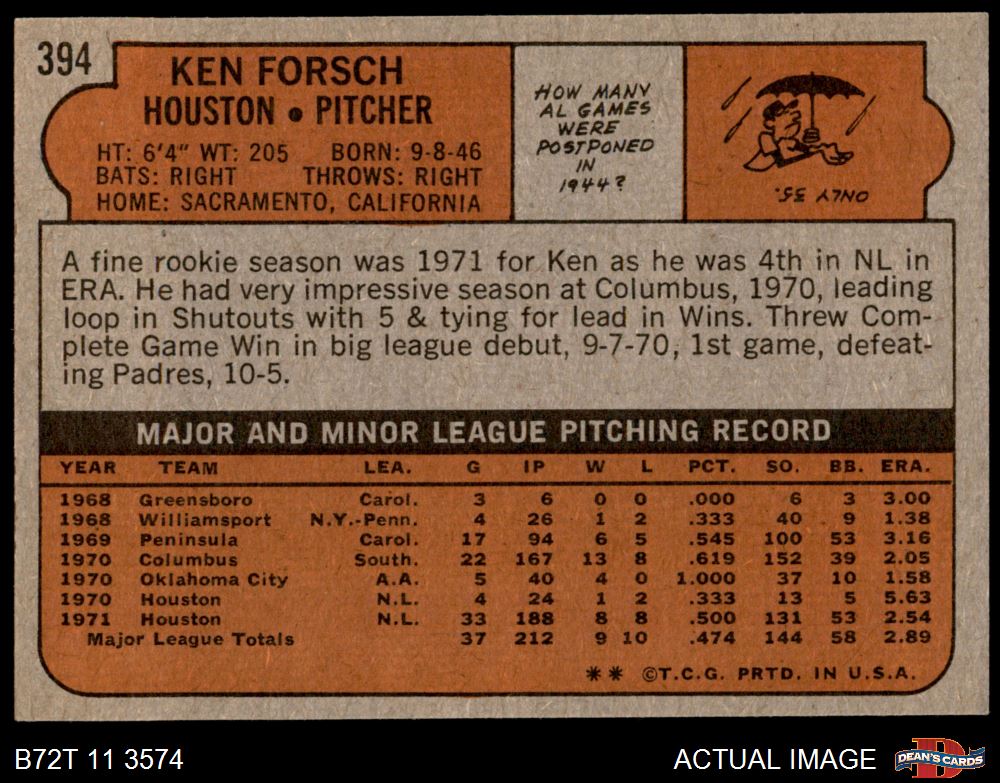 394
KEN FORSCH
HOUSTON • PITCHER
HT: 6'4" WT: 205 BORN: 9-8-46
BATS: RIGHT THROWS: RIGHT
HOME: SACRAMENTO, CALIFORNIA
HOW MANY
AL GAMES
WERE
POSTPONED
IN
1944?
ONLY 35.
A fine rookie season was 1971 for Ken as he was 4th in NL in
ERA. He had very impressive season at Columbus, 1970, leading
loop in Shutouts with 5 & tying for lead in Wins. Threw Com-
plete Game Win in big league debut, 9-7-70, 1st game, defeat-
ing Padres, 10-5.
MAJOR AND MINOR LEAGUE PITCHING RECORD
YEAR TEAM LEA. G IP W L PCT. SO. BB. ERA.
1968 Greensboro Carol. 3 6 0 0 .000 6 3 3.00
1968 Williamsport N.Y.-Penn. 4 26 1 2 .333 40 9 1.38
1969 Peninsula Carol. 17 94 6 5 .545 100 53 3.16
1970 Columbus South. 22 167 13 8 .619 152 39 2.05
1970 Oklahoma City A.A. 5 40 4 0 1.000 37 10 1.58
1970 Houston N.L. 4 24 1 2 .333 13 5 5.63
1971 Houston N.L. 33 188 8 8 .500 131 53 2.54
Major League Totals 37 212 9 10 .474 144 58 2.89
** ©T.C.G. PRTD. IN U.S.A.
B72T 11 3574
ACTUAL IMAGE
DEAN'S CARDS